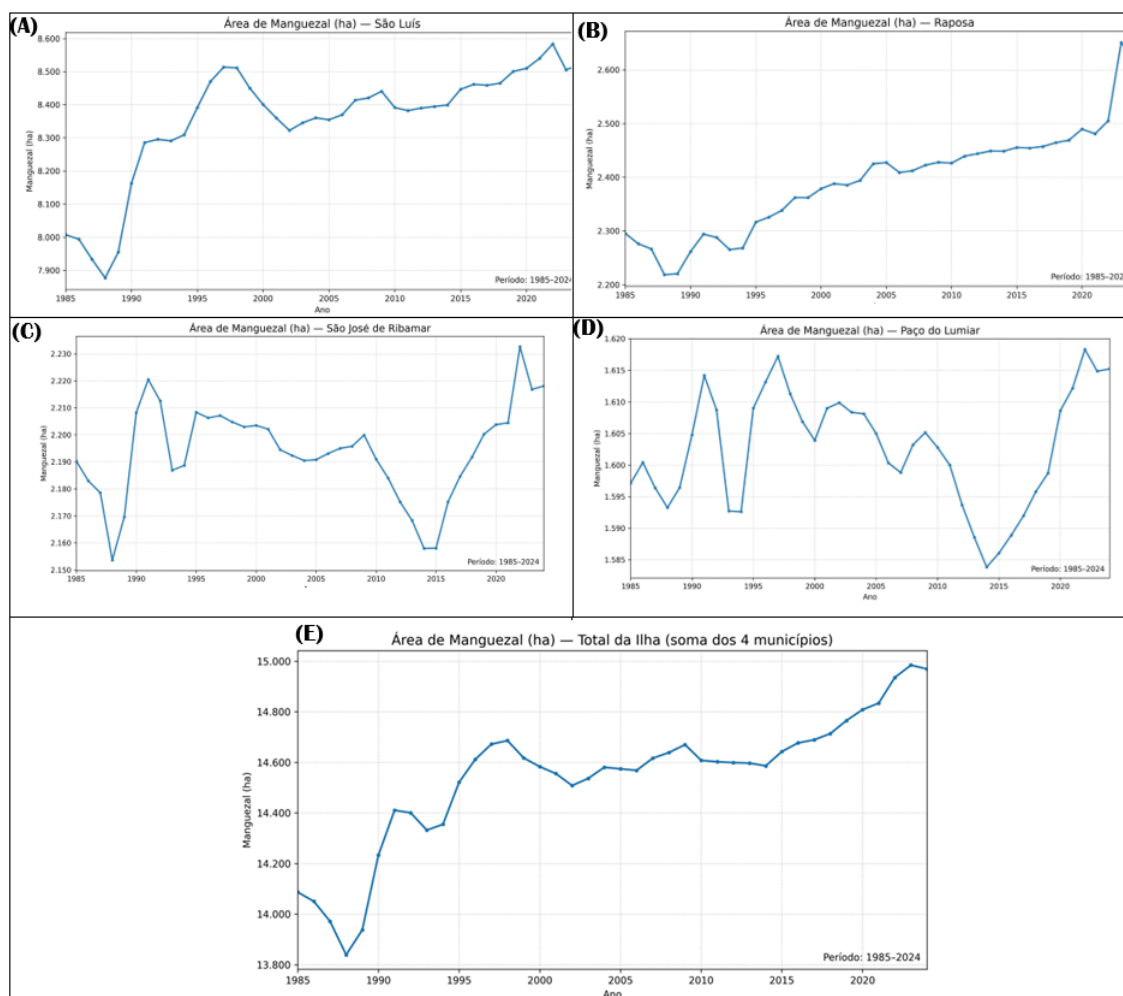 (A)
Área de Manguezal (ha) — São Luís
8.600
8.500
8.400
8.300
8.200
8.100
8.000
7.900
Manguezal (ha)
1985 1990 1995 2000 2005 2010 2015 2020
Ano
Período: 1985–2024
(B)
Área de Manguezal (ha) — Raposa
2.600
2.500
2.400
2.300
2.200
Manguezal (ha)
1985 1990 1995 2000 2005 2010 2015 2020
Período: 1985–202
(C)
Área de Manguezal (ha) — São José de Ribamar
2.230
2.220
2.210
2.200
2.190
2.180
2.170
2.160
2.150
Manguezal (ha)
1985 1990 1995 2000 2005 2010 2015 2020
Período: 1985–2024
(D)
Área de Manguezal (ha) — Paço do Lumiar
1.620
1.615
1.610
1.605
1.600
1.595
1.590
1.585
Manguezal (ha)
1985 1990 1995 2000 2005 2010 2015 2020
Ano
Período: 1985–2024
(E)
Área de Manguezal (ha) — Total da Ilha (soma dos 4 municípios)
15.000
14.800
14.600
14.400
14.200
14.000
13.800
Manguezal (ha)
1985 1990 1995 2000 2005 2010 2015 2020
Ano
Período: 1985–2024